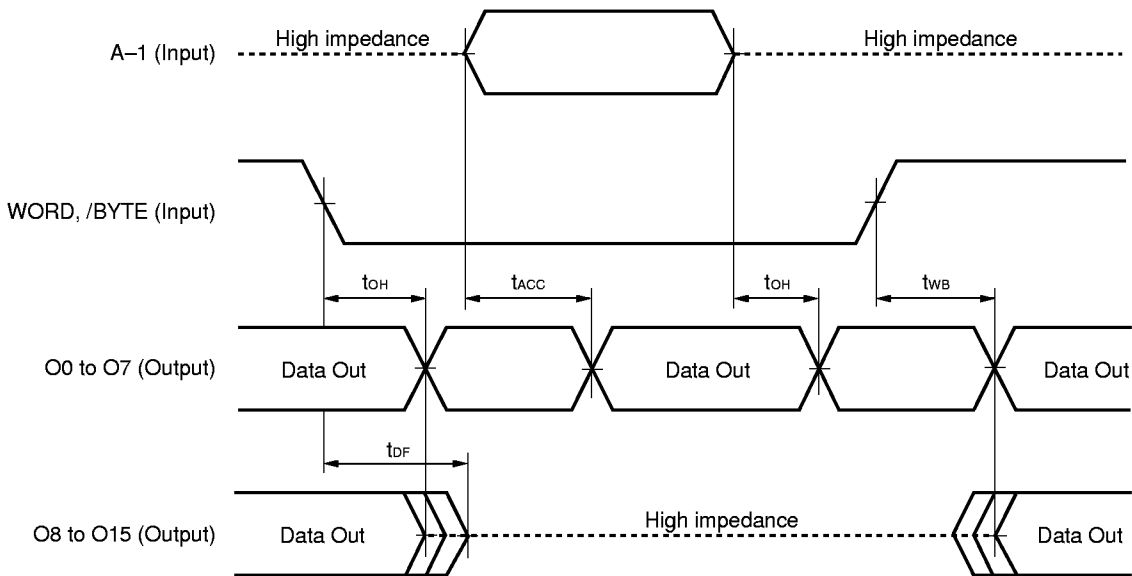 A–1 (Input)
High impedance
High impedance
WORD, /BYTE (Input)
tOH
tACC
tOH
tWB
O0 to O7 (Output)
Data Out
Data Out
Data Out
tDF
O8 to O15 (Output)
Data Out
High impedance
Data Out